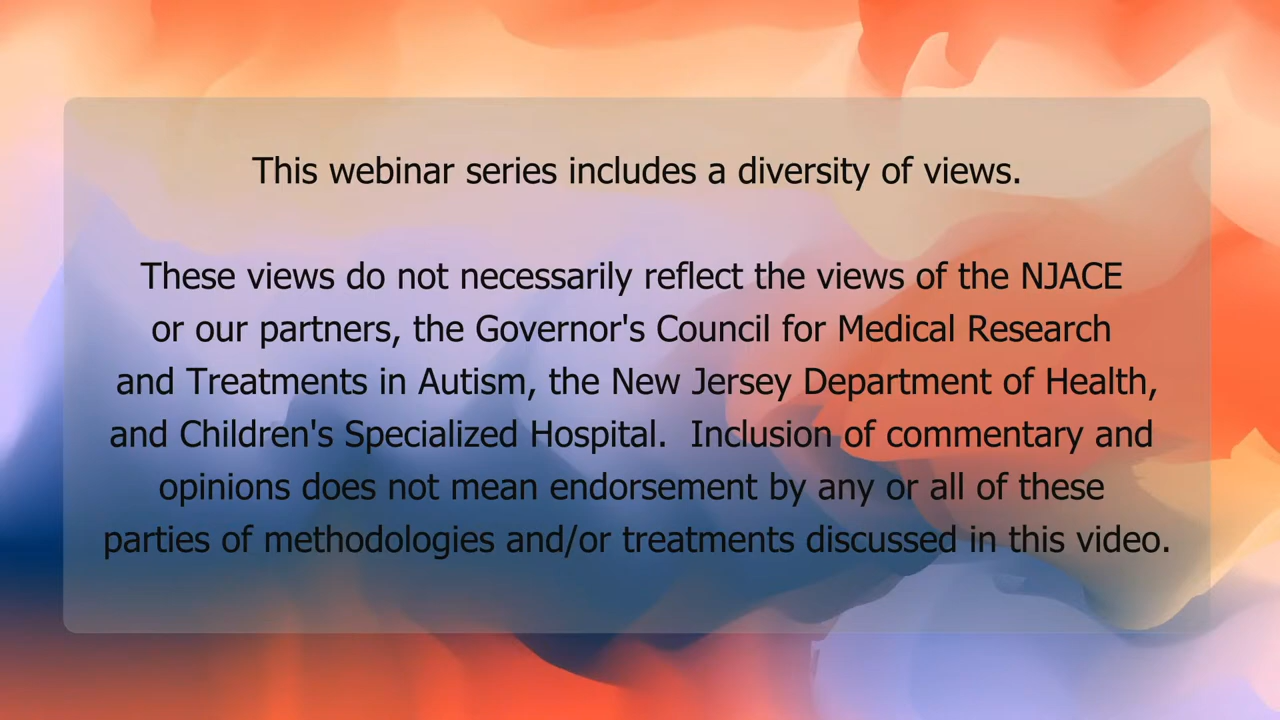 This webinar series includes a diversity of views.
These views do not necessarily reflect the views of the NJACE
or our partners, the Governor's Council for Medical Research
and Treatments in Autism, the New Jersey Department of Health,
and Children's Specialized Hospital.  Inclusion of commentary and
opinions does not mean endorsement by any or all of these
parties of methodologies and/or treatments discussed in this video.